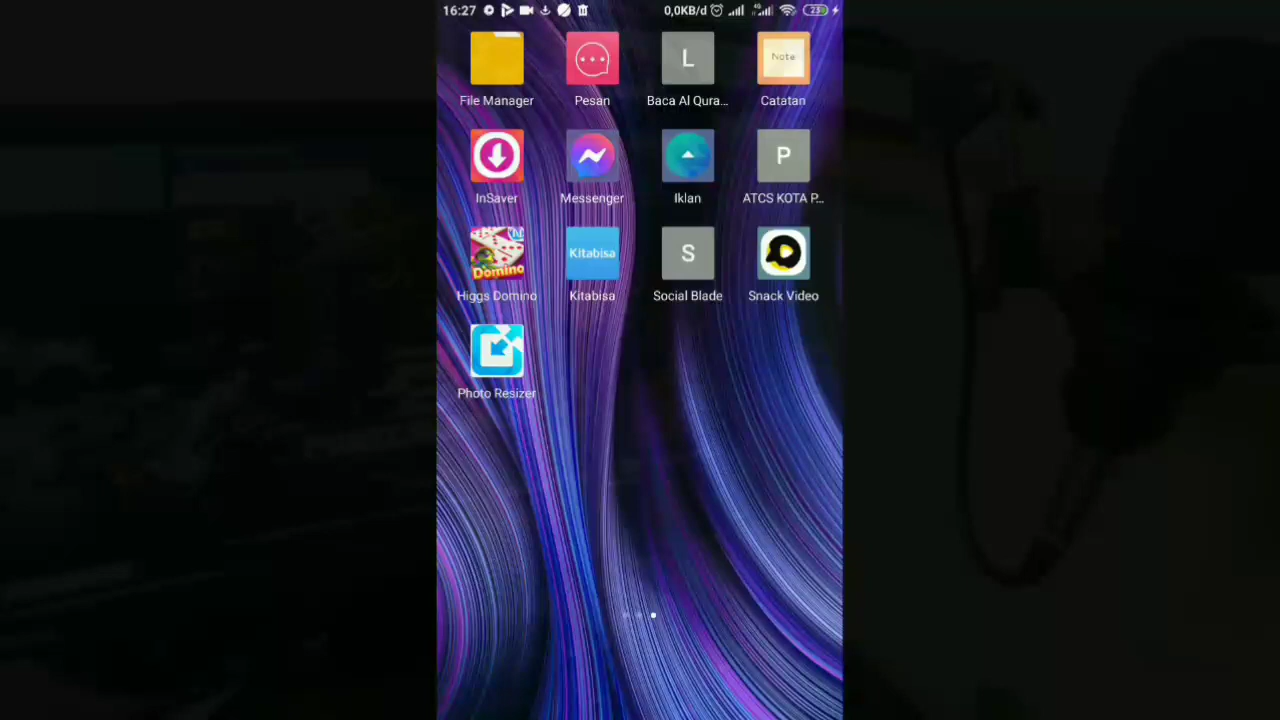 16:27 0,0KB/d 4G 23
File Manager Pesan L Baca Al Qura... Note Catatan
InSaver Messenger Iklan P ATCS KOTA P...
Domino Higgs Domino Kitabisa Kitabisa S Social Blade Snack Video
Photo Resizer